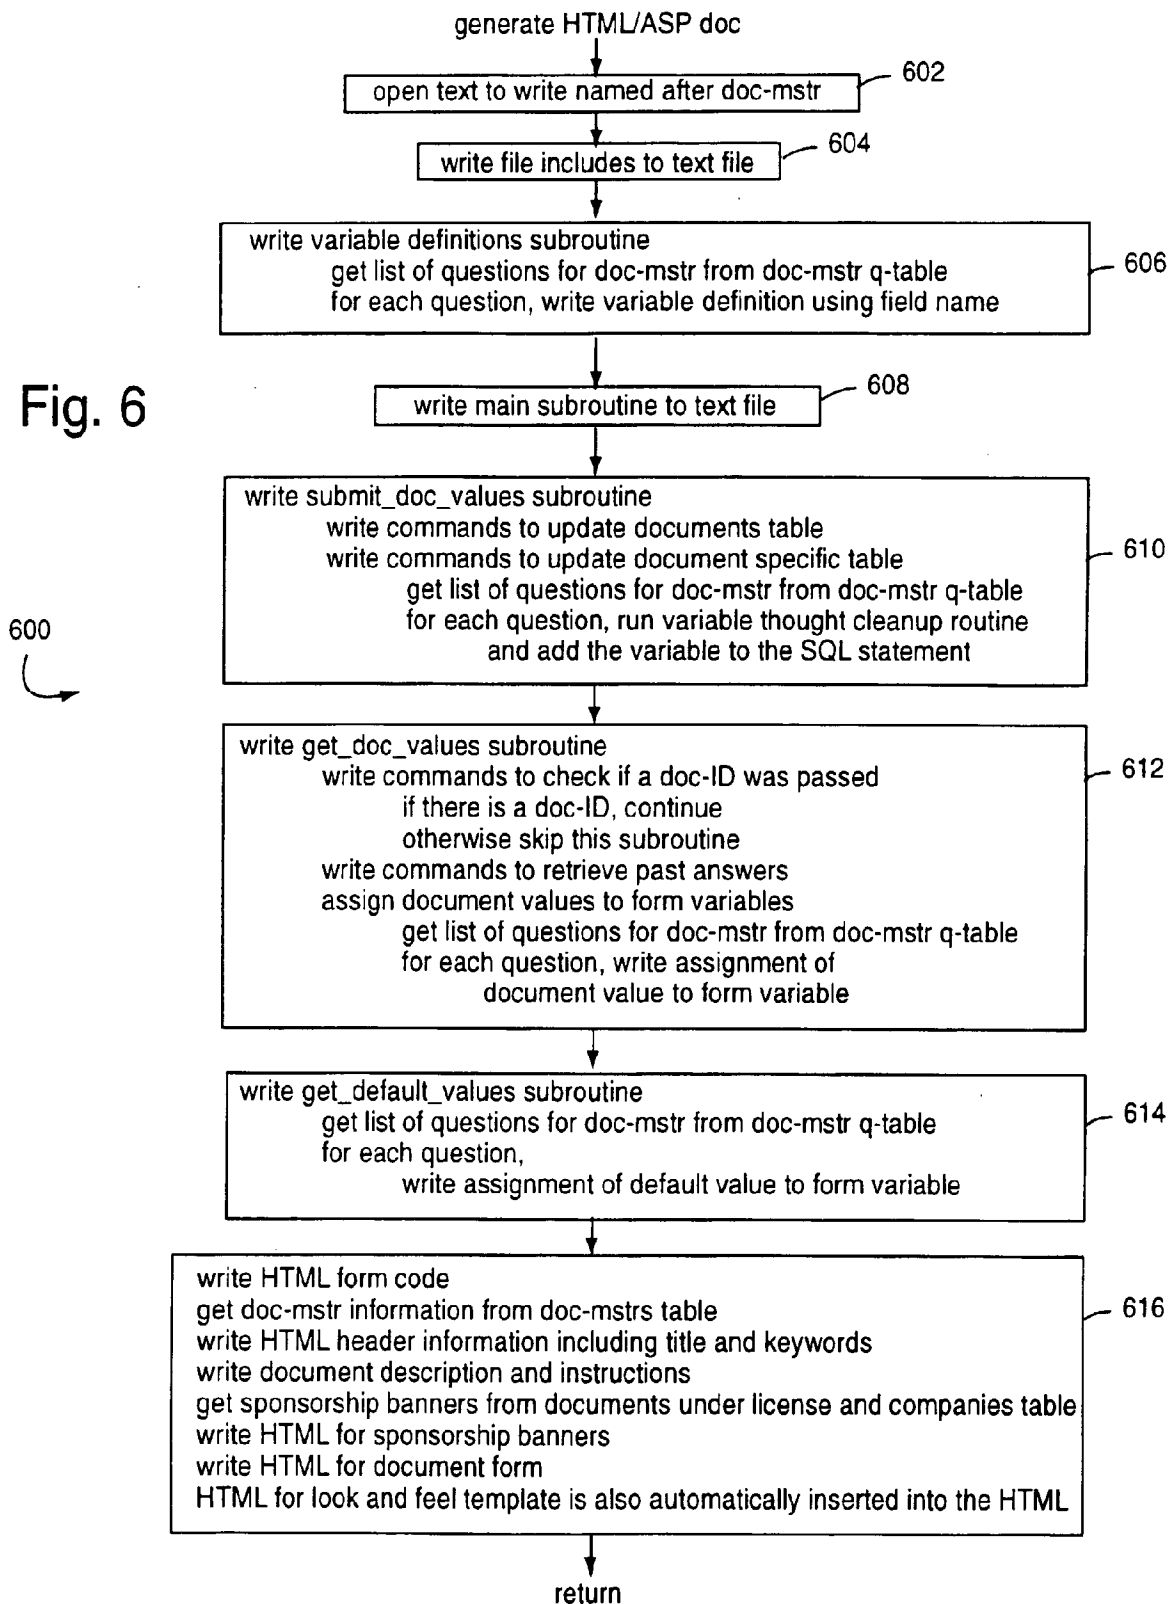 generate HTML/ASP doc
602
open text to write named after doc-mstr
604
write file includes to text file
606
write variable definitions subroutine
get list of questions for doc-mstr from doc-mstr q-table
for each question, write variable definition using field name
Fig. 6
608
write main subroutine to text file
610
write submit_doc_values subroutine
write commands to update documents table
write commands to update document specific table
get list of questions for doc-mstr from doc-mstr q-table
for each question, run variable thought cleanup routine
and add the variable to the SQL statement
600
612
write get_doc_values subroutine
write commands to check if a doc-ID was passed
if there is a doc-ID, continue
otherwise skip this subroutine
write commands to retrieve past answers
assign document values to form variables
get list of questions for doc-mstr from doc-mstr q-table
for each question, write assignment of
document value to form variable
614
write get_default_values subroutine
get list of questions for doc-mstr from doc-mstr q-table
for each question,
write assignment of default value to form variable
616
write HTML form code
get doc-mstr information from doc-mstrs table
write HTML header information including title and keywords
write document description and instructions
get sponsorship banners from documents under license and companies table
write HTML for sponsorship banners
write HTML for document form
HTML for look and feel template is also automatically inserted into the HTML
return